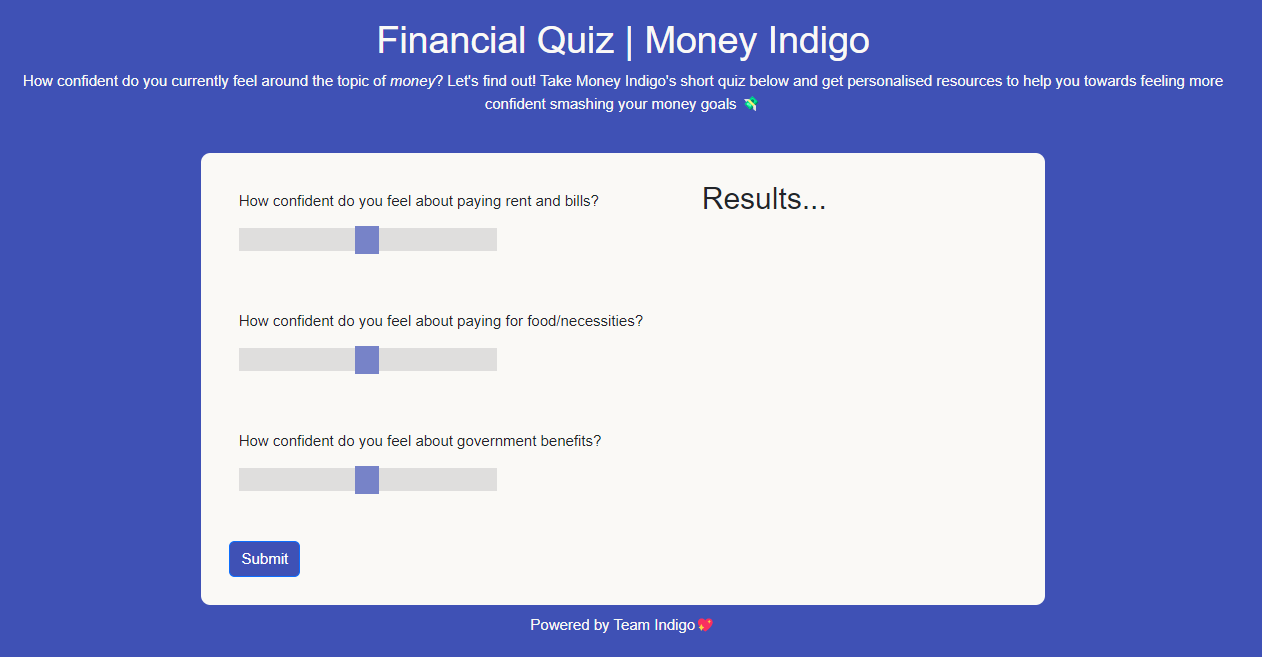 Financial Quiz | Money Indigo
How confident do you currently feel around the topic of money? Let's find out! Take Money Indigo's short quiz below and get personalised resources to help you towards feeling more
confident smashing your money goals 💸
How confident do you feel about paying rent and bills?
Results...
How confident do you feel about paying for food/necessities?
How confident do you feel about government benefits?
Submit
Powered by Team Indigo💖